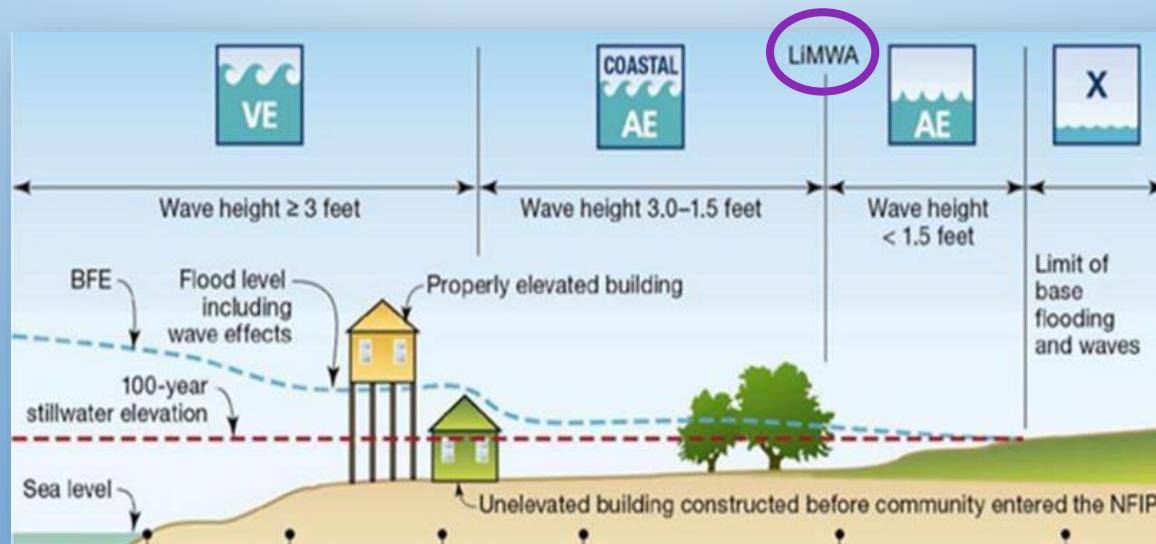 LiMWA
VE
COASTAL
AE
AE
X
Wave height ≥ 3 feet
Wave height 3.0–1.5 feet
Wave height
< 1.5 feet
BFE
Flood level
including
wave effects
Properly elevated building
Limit of
base
flooding
and waves
100-year
stillwater elevation
Sea level
Unelevated building constructed before community entered the NFIP